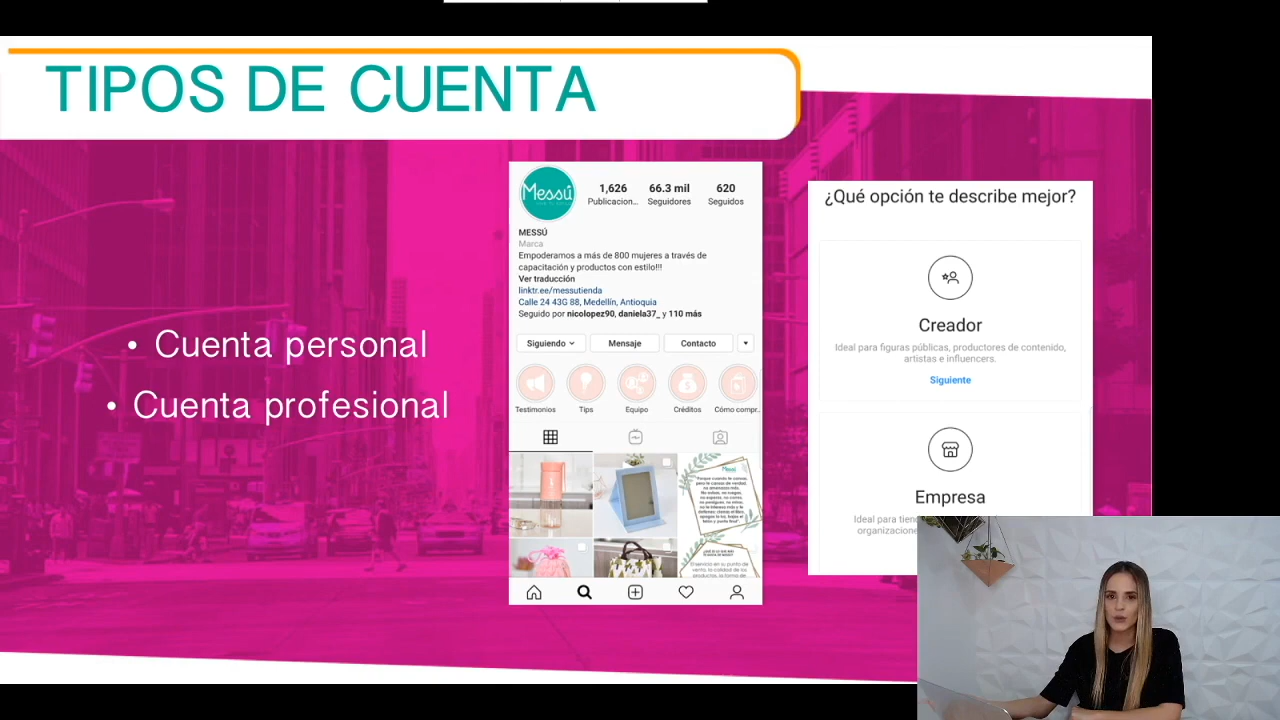 TIPOS DE CUENTA
• Cuenta personal
• Cuenta profesional
Messú
1,626 66.3 mil 620
Publicacion... Seguidores Seguidos
MESSÚ
Marca
Empoderamos a más de 800 mujeres a través de
capacitación y productos con estilo!!!
Ver traducción
linktr.ee/messutienda
Calle 24 43G 88, Medellín, Antioquia
Seguido por nicolopez90, daniela37_ y 110 más
Siguiendo Mensaje Contacto
Testimonios Tips Equipo Créditos Cómo compr..
Messú
¿Qué opción te describe mejor?
Creador
Ideal para figuras públicas, productores de contenido,
artistas e influencers.
Siguiente
Empresa
Ideal para